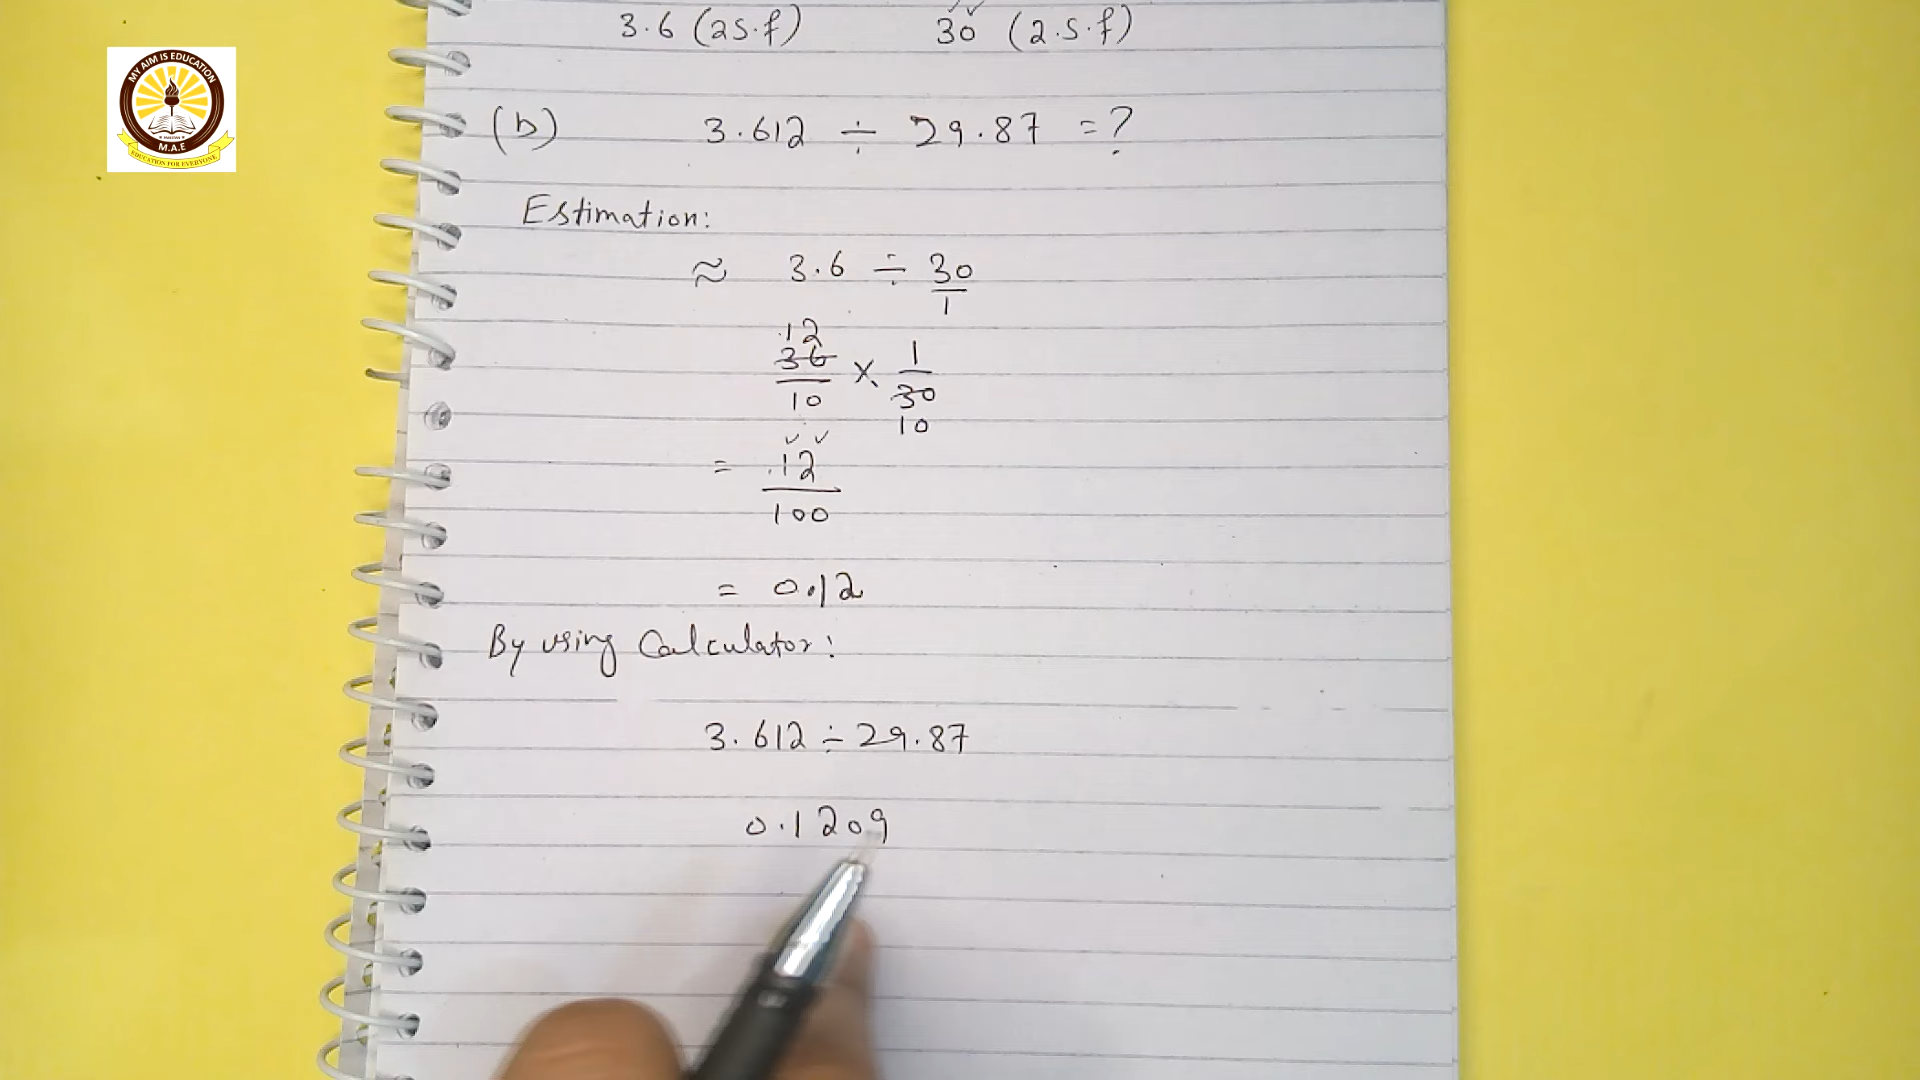 3.6 (2s.f) 30 (2.s.f)
MY AIM IS EDUCATION
M.A.E
EDUCATION FOR EVERYONE
(b) 3.612 ÷ 29.87 = ?
Estimation:
≈ 3.6 ÷ 30/1
12
36/10 × 1/30
10
= .12/100
= 0.12
By using Calculator:
3.612 ÷ 29.87
0.1209